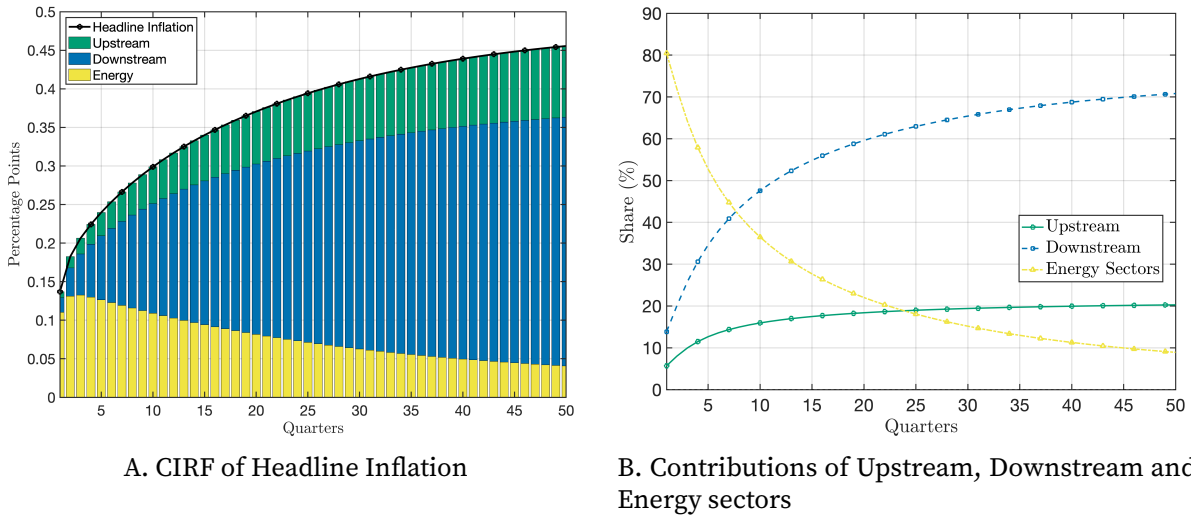 0.5
0.45
0.4
0.35
0.3
0.25
0.2
0.15
0.1
0.05
0
Percentage Points
Headline Inflation
Upstream
Downstream
Energy
5 10 15 20 25 30 35 40 45 50
Quarters
A. CIRF of Headline Inflation
90
80
70
60
50
40
30
20
10
0
Share (%)
Upstream
Downstream
Energy Sectors
5 10 15 20 25 30 35 40 45 50
Quarters
B. Contributions of Upstream, Downstream and
Energy sectors